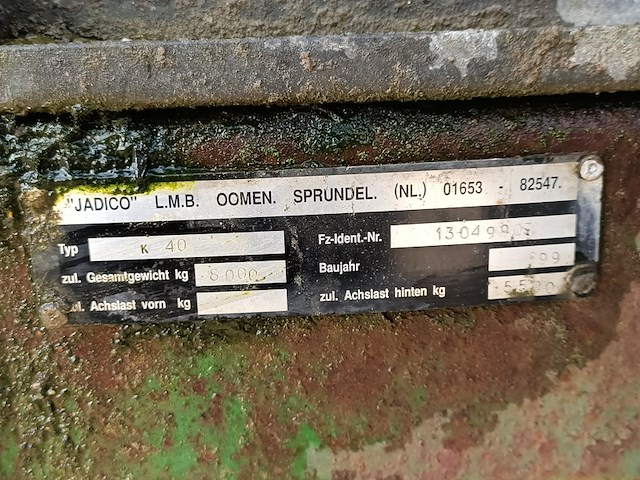 "JADICO" L.M.B. OOMEN. SPRUNDEL. (NL.) 01653 - 82547.
Typ K 40 Fz-Ident.-Nr.
zul. Gesamtgewicht kg 8000 Baujahr
zul. Achslast vorn kg zul. Achslast hinten kg